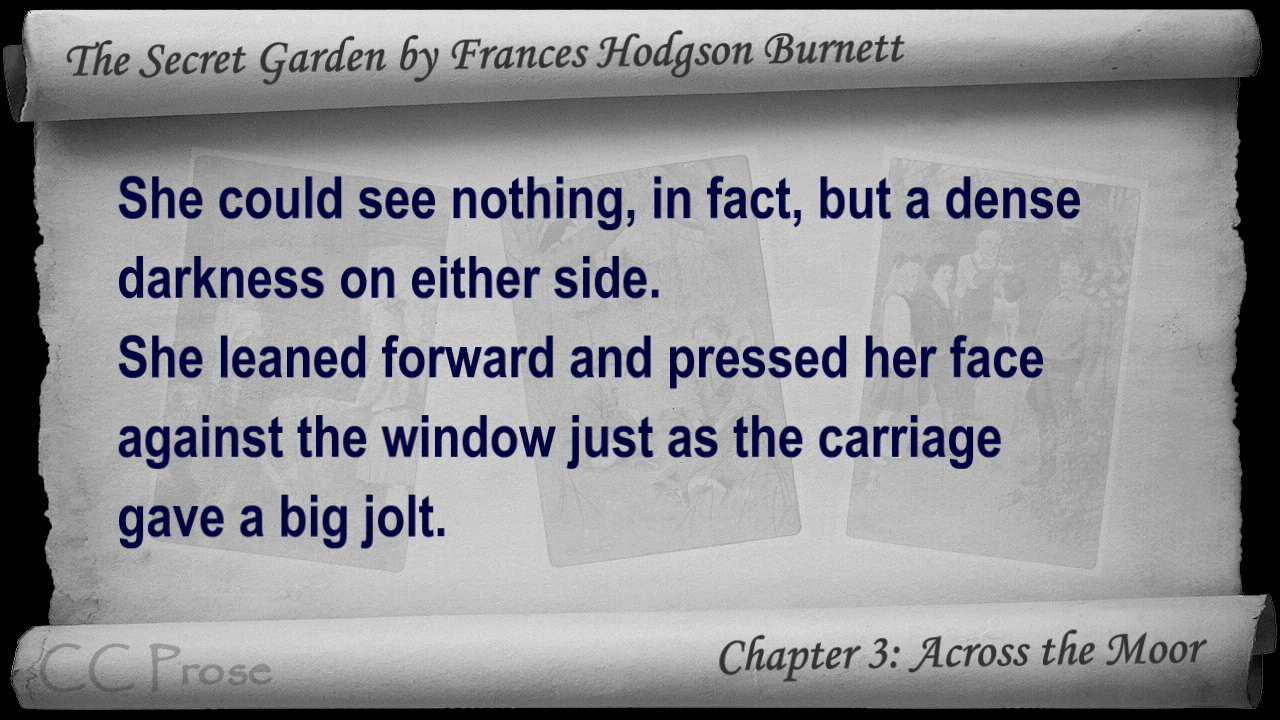 The Secret Garden by Frances Hodgson Burnett
She could see nothing, in fact, but a dense
darkness on either side.
She leaned forward and pressed her face
against the window just as the carriage
gave a big jolt.
CC Prose
Chapter 3: Across the Moor